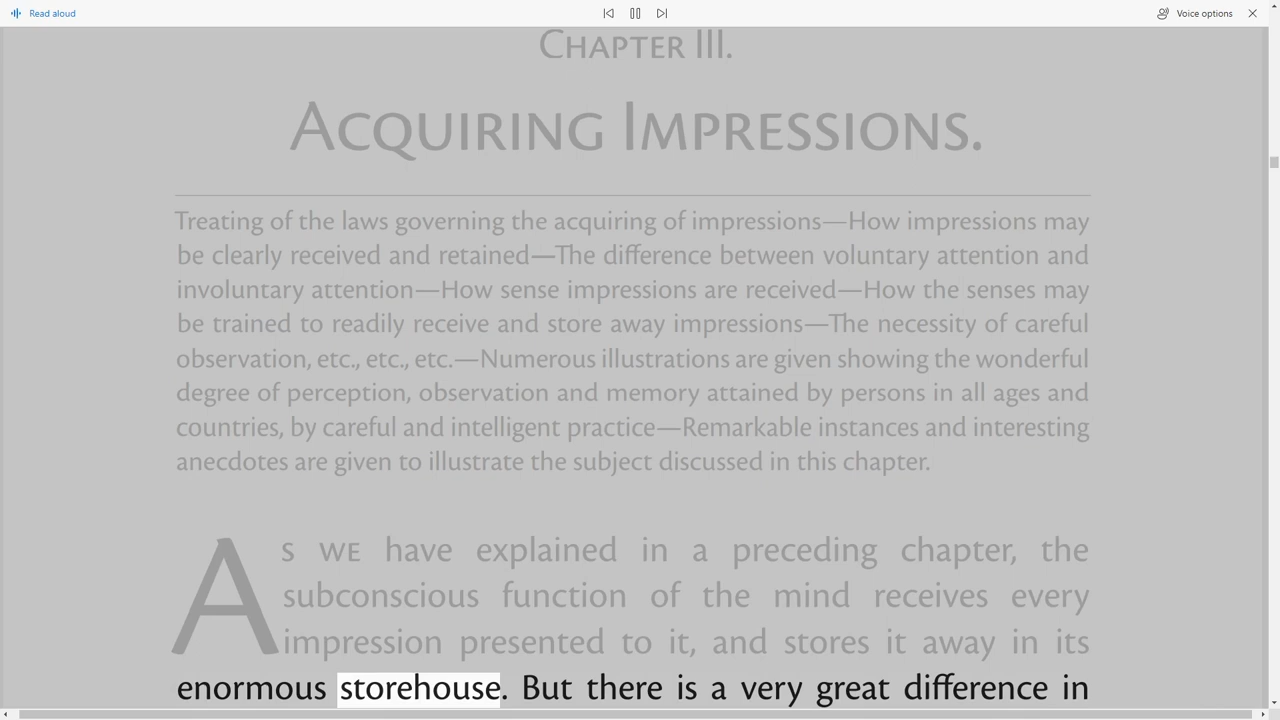 Read aloud
Voice options
CHAPTER III.
ACQUIRING IMPRESSIONS.
Treating of the laws governing the acquiring of impressions—How impressions may
be clearly received and retained—The difference between voluntary attention and
involuntary attention—How sense impressions are received—How the senses may
be trained to readily receive and store away impressions—The necessity of careful
observation, etc., etc., etc.—Numerous illustrations are given showing the wonderful
degree of perception, observation and memory attained by persons in all ages and
countries, by careful and intelligent practice—Remarkable instances and interesting
anecdotes are given to illustrate the subject discussed in this chapter.
AS WE have explained in a preceding chapter, the
subconscious function of the mind receives every
impression presented to it, and stores it away in its
enormous storehouse. But there is a very great difference in